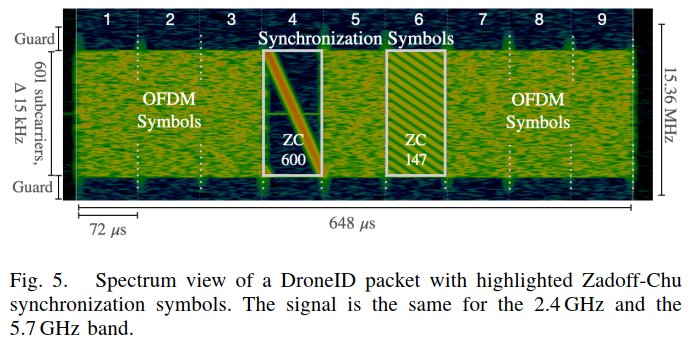 1 2 3 4 5 6 7 8 9
Guard
Synchronization Symbols
601 subcarriers,
Δ 15 kHz
OFDM
Symbols
ZC
600
ZC
147
OFDM
Symbols
15.36 MHz
Guard
72 μs
648 μs
Fig. 5. Spectrum view of a DroneID packet with highlighted Zadoff-Chu
synchronization symbols. The signal is the same for the 2.4 GHz and the
5.7 GHz band.